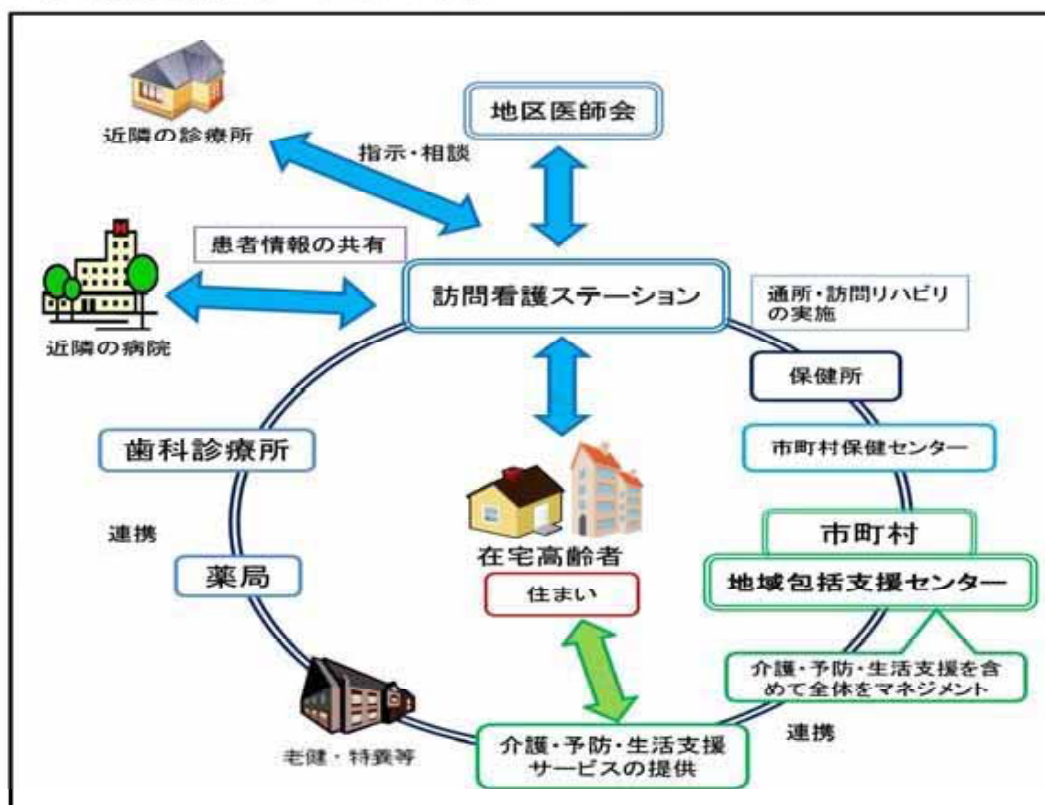 近隣の診療所
地区医師会
指示・相談
患者情報の共有
訪問看護ステーション
通所・訪問リハビリ
の実施
近隣の病院
保健所
歯科診療所
市町村保健センター
連携
在宅高齢者
市町村
薬局
住まい
地域包括支援センター
介護・予防・生活支援を含
めて全体をマネジメント
老健・特養等
介護・予防・生活支援
サービスの提供
連携